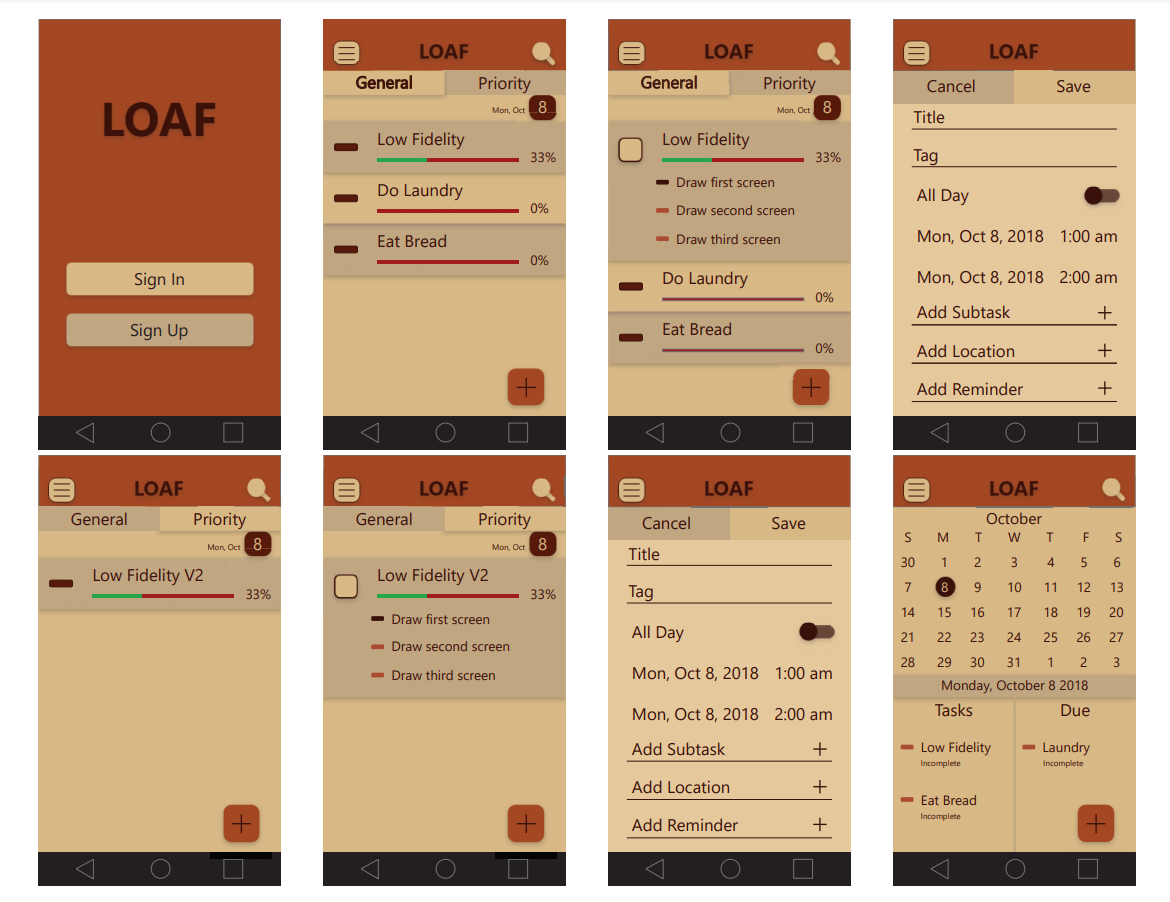 LOAF
Sign In
Sign Up
LOAF
General Priority
Mon, Oct 8
Low Fidelity
33%
Do Laundry
0%
Eat Bread
0%
LOAF
General Priority
Mon, Oct 8
Low Fidelity
33%
Draw first screen
Draw second screen
Draw third screen
Do Laundry
0%
Eat Bread
0%
LOAF
Cancel Save
Title
Tag
All Day
Mon, Oct 8, 2018 1:00 am
Mon, Oct 8, 2018 2:00 am
Add Subtask +
Add Location +
Add Reminder +
LOAF
General Priority
Mon, Oct 8
Low Fidelity V2
33%
LOAF
General Priority
Mon, Oct 8
Low Fidelity V2
33%
Draw first screen
Draw second screen
Draw third screen
LOAF
Cancel Save
Title
Tag
All Day
Mon, Oct 8, 2018 1:00 am
Mon, Oct 8, 2018 2:00 am
Add Subtask +
Add Location +
Add Reminder +
LOAF
October
S M T W T F S
30 1 2 3 4 5 6
7 8 9 10 11 12 13
14 15 16 17 18 19 20
21 22 23 24 25 26 27
28 29 30 31 1 2 3
Monday, October 8 2018
Tasks Due
Low Fidelity Laundry
Incomplete Incomplete
Eat Bread
Incomplete